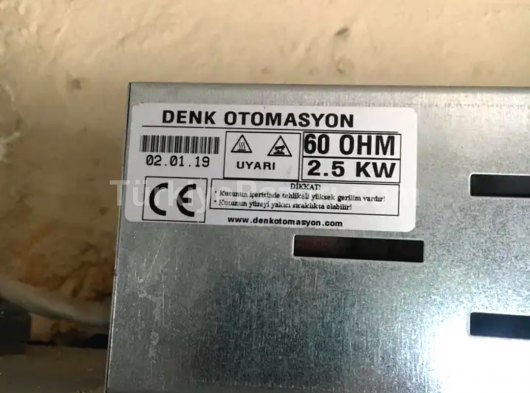 DENK OTOMASYON
02.01.19
UYARI
60 OHM
2.5 KW
DİKKAT!
* Kutunun içerisinde tehlikeli yüksek gerilim vardır!
* Kutunun yüzeyi yakıcı sıcaklıkta olabilir!
CE
www.denkotomasyon.com